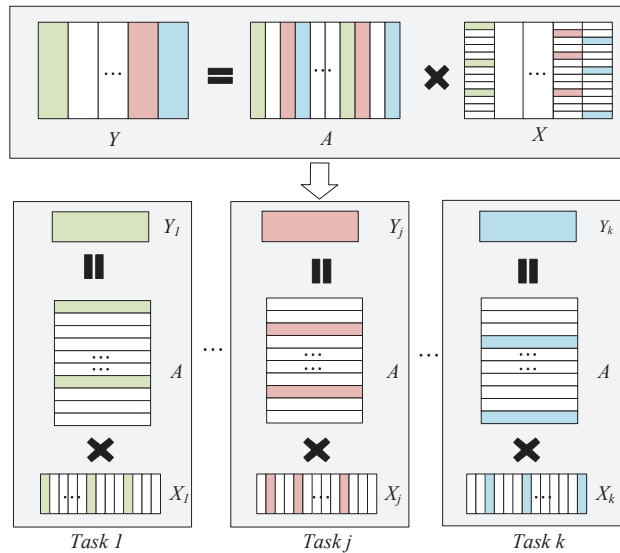 ... = ... × ...
Y A X
Y1 Yj Yk
= = =
... ... ...
... ... ...
A ... A ... A
× × ×
... X1 ... Xj ... Xk
Task 1 Task j Task k